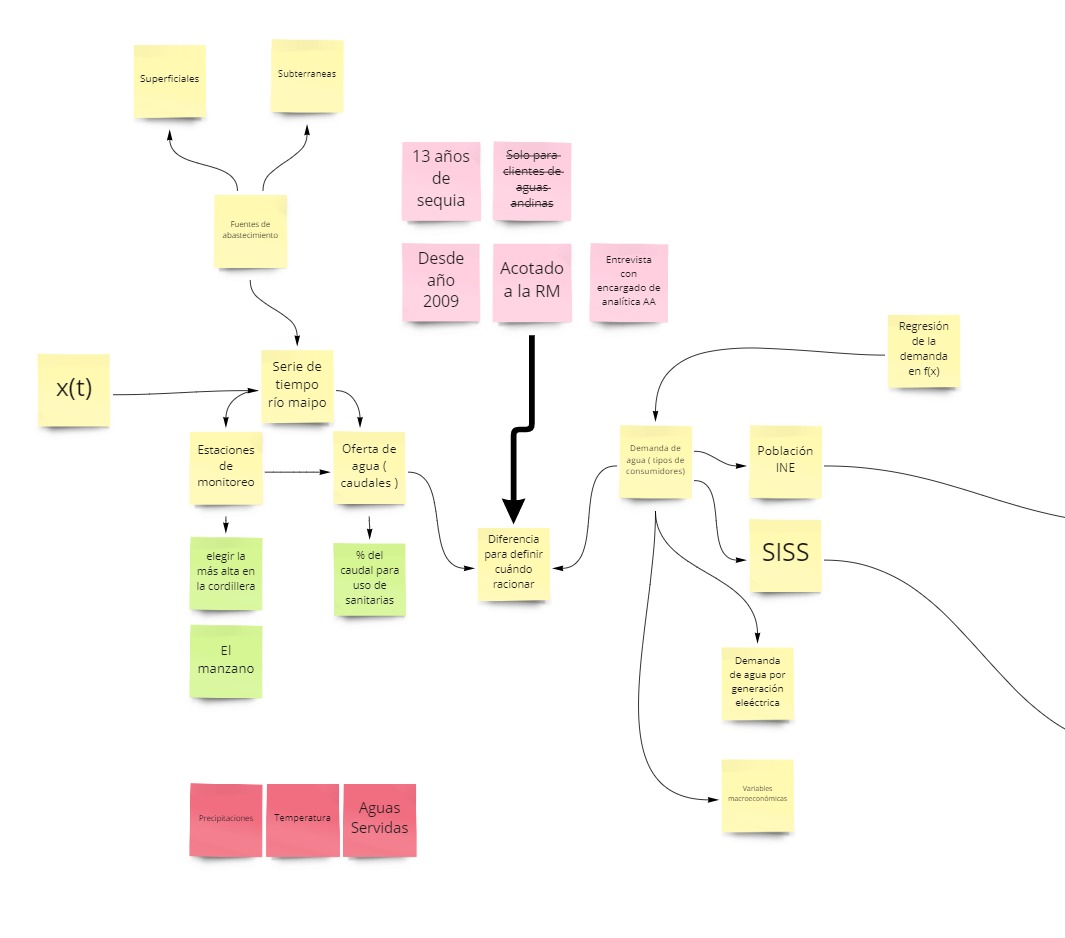 Superficiales
Subterraneas
Fuentes de
abastecimiento
13 años
de
sequia
Solo para
clientes de
aguas
andinas
Desde
año
2009
Acotado
a la RM
Entrevista
con
encargado de
analítica AA
Regresión
de la
demanda
en f(x)
x(t)
Serie de
tiempo
río maipo
Estaciones
de
monitoreo
Oferta de
agua (
caudales )
Demanda de
agua ( tipos de
consumidores)
Población
INE
SISS
Diferencia
para definir
cuándo
racionar
elegir la
más alta en
la cordillera
% del
caudal para
uso de
sanitarias
El
manzano
Demanda
de agua por
generación
eleéctrica
Variables
macroeconómicas
Precipitaciones
Temperatura
Aguas
Servidas